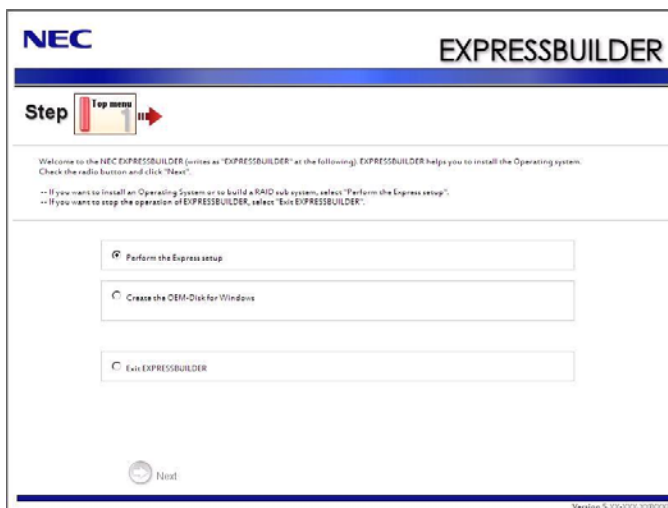 NEC
EXPRESSBUILDER
Step
Top menu
1
Welcome to the NEC EXPRESSBUILDER (writes as "EXPRESSBUILDER" at the following). EXPRESSBUILDER helps you to install the Operating system.
Check the radio button and click "Next".
-- If you want to install an Operating System or to build a RAID sub system, select "Perform the Express setup".
-- If you want to stop the operation of EXPRESSBUILDER, select "Exit EXPRESSBUILDER".
Perform the Express setup
Create the OEM-Disk for Windows
Exit EXPRESSBUILDER
Next
Version